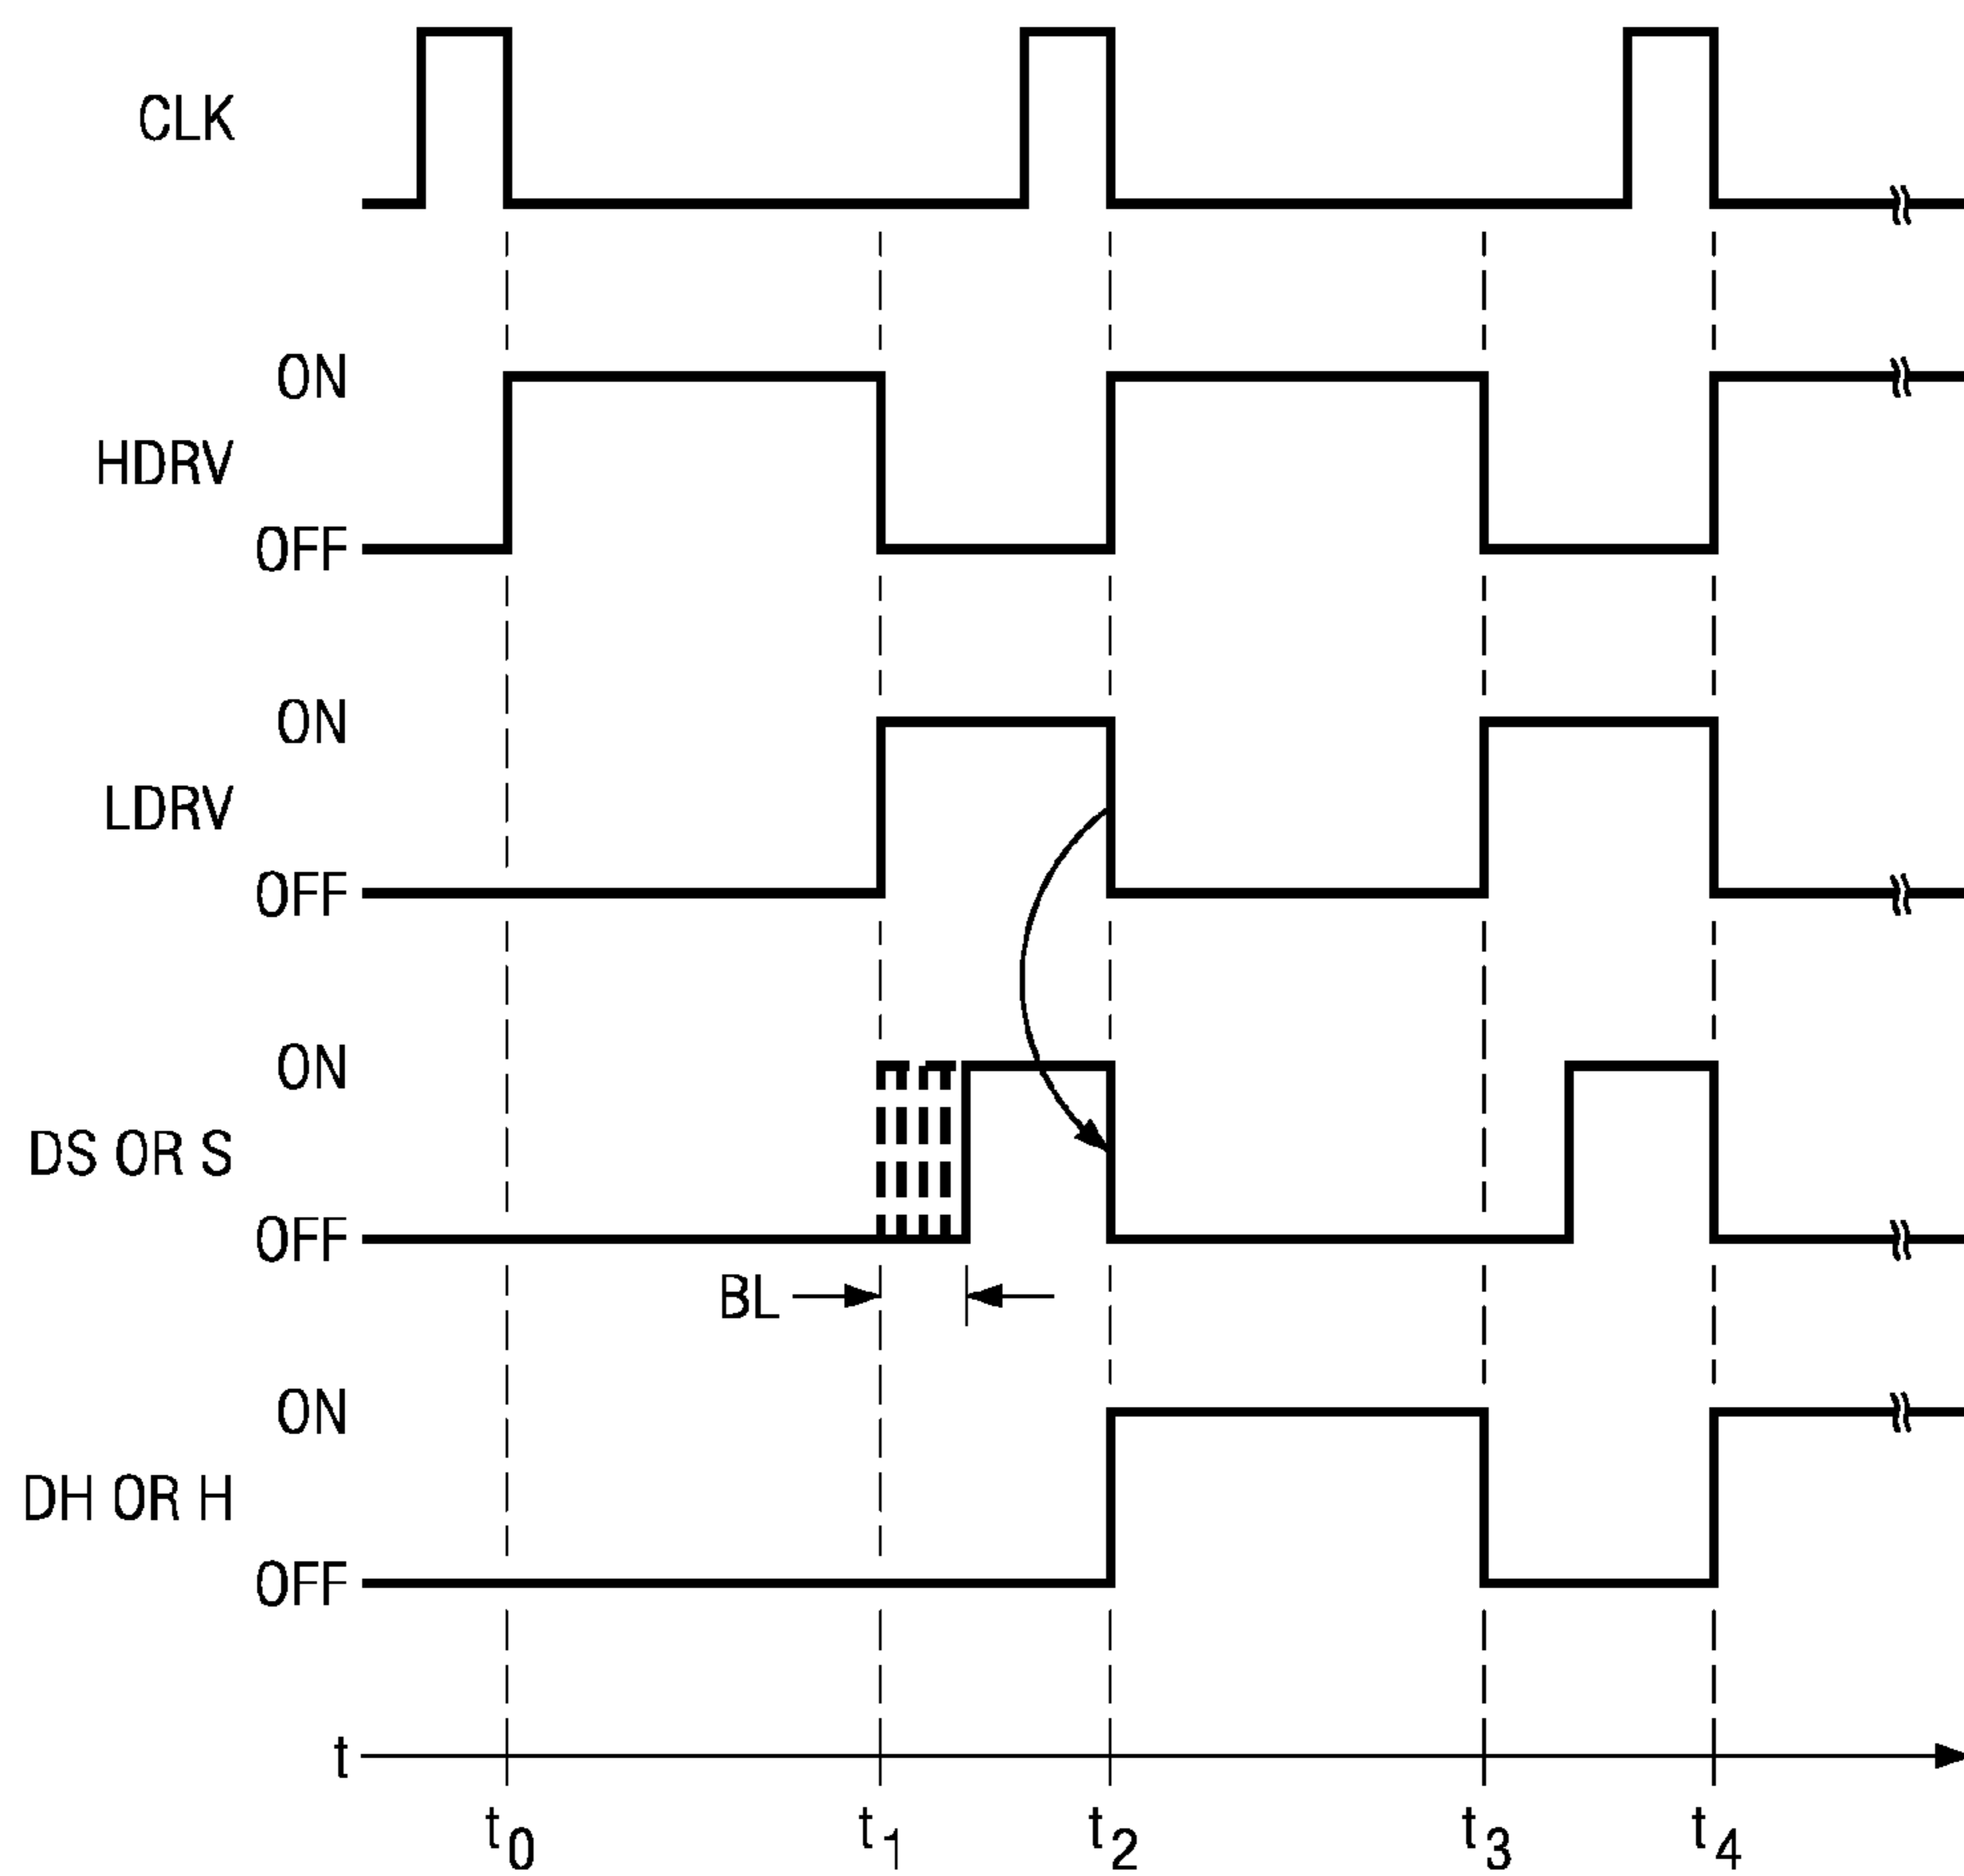 CLK
ON
HDRV
OFF
ON
LDRV
OFF
ON
DS OR S
OFF
BL
ON
DH OR H
OFF
t
t0 t1 t2 t3 t4